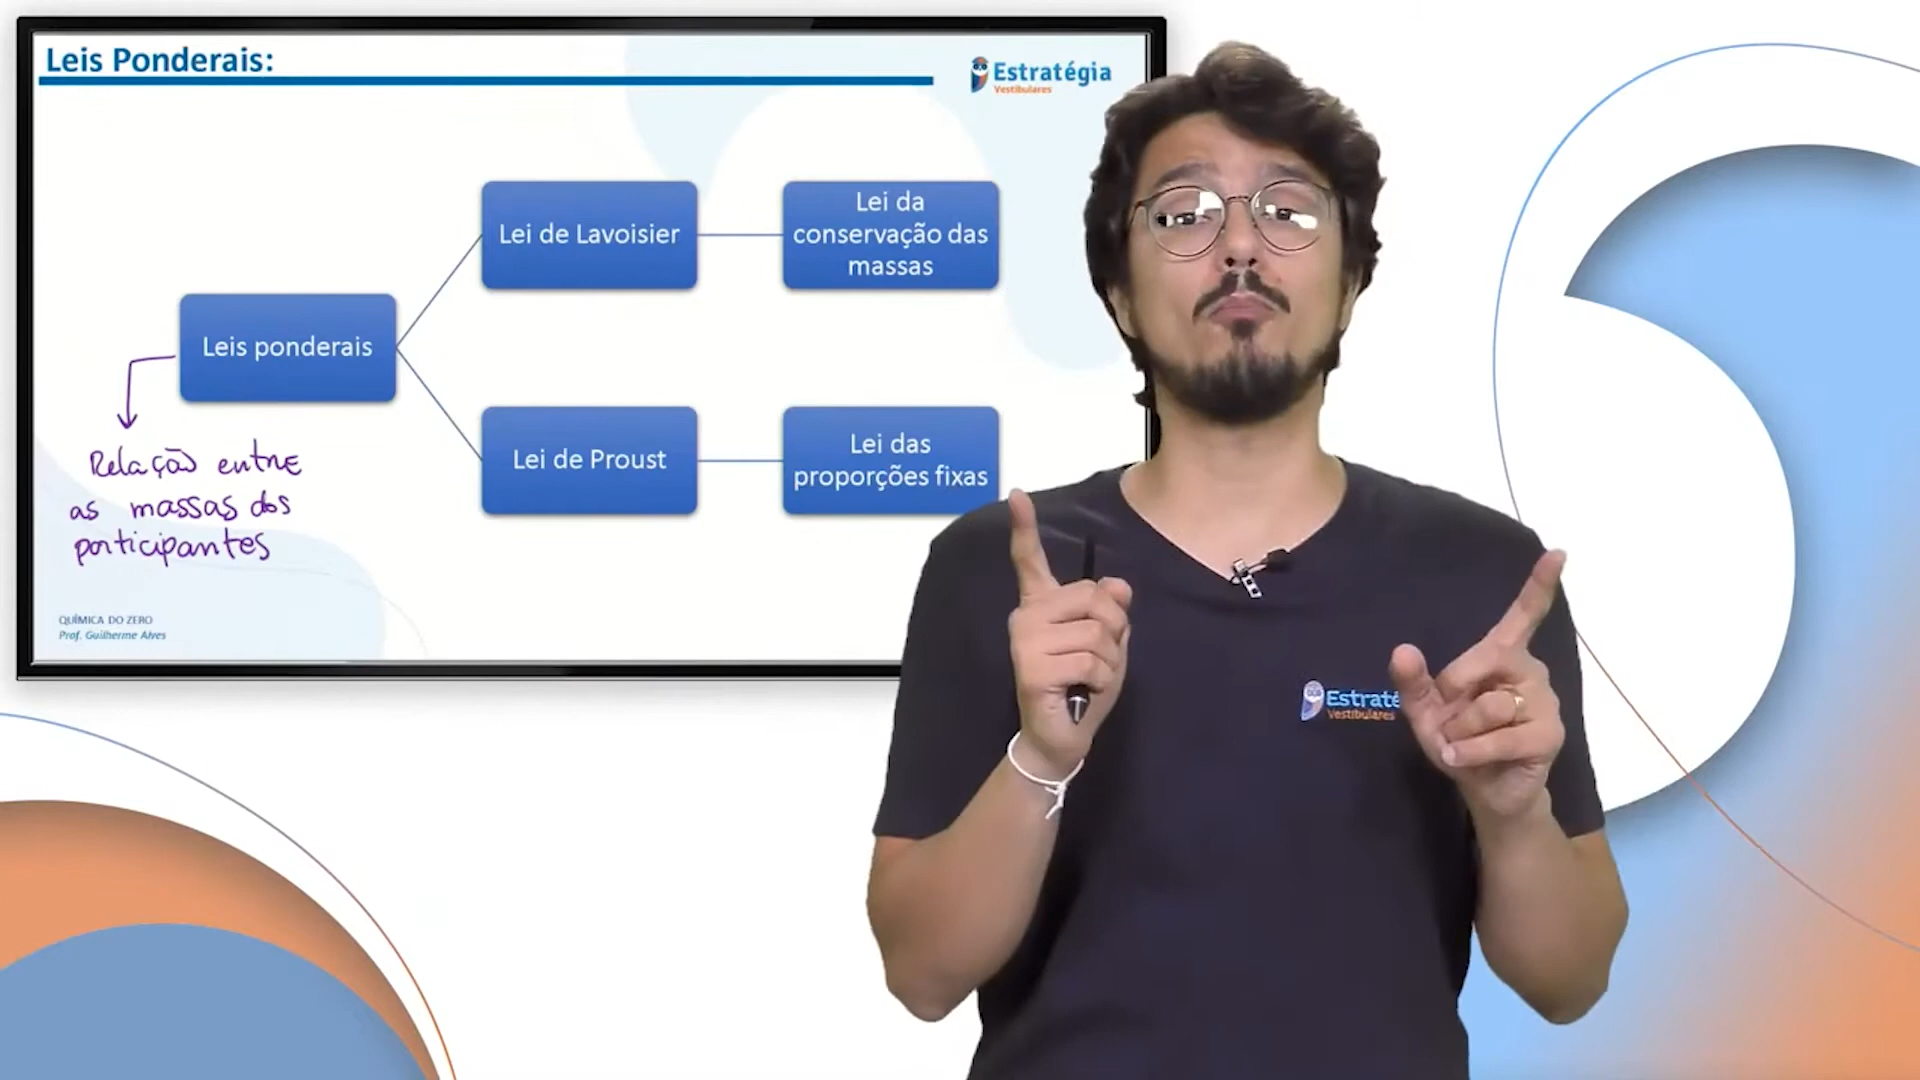 Leis Ponderais:
Estratégia
Vestibulares
Lei de Lavoisier
Lei da
conservação das
massas
Leis ponderais
Lei de Proust
Lei das
proporções fixas
Relação entre
as massas dos
participantes
QUÍMICA DO ZERO
Prof. Guilherme Alves
Estraté
Vestibulares